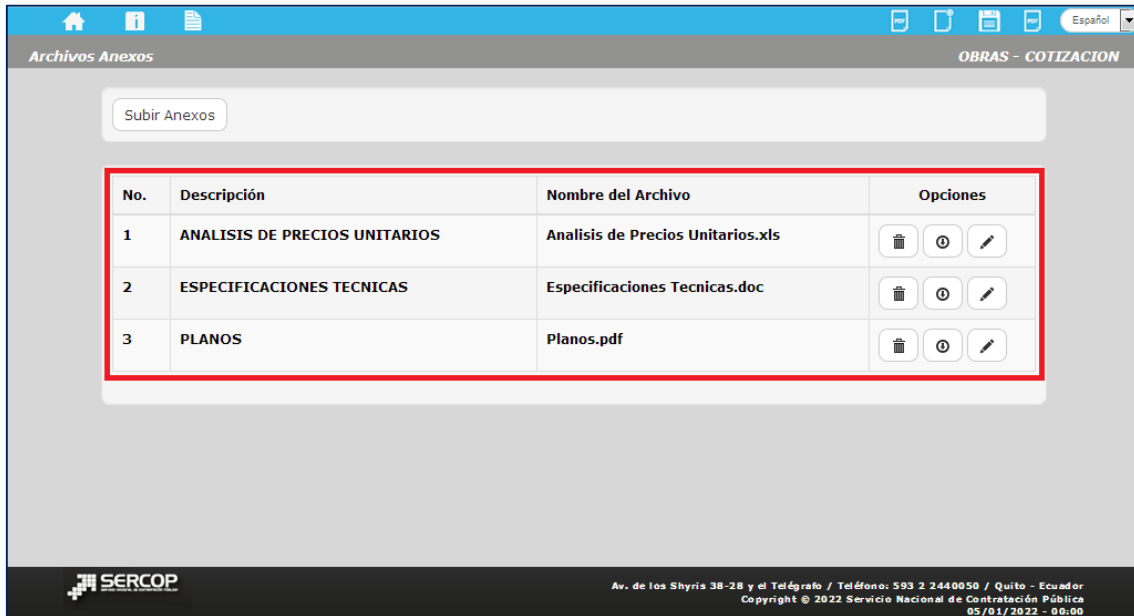 PDF
PDF
Español
Archivos Anexos
OBRAS - COTIZACION
Subir Anexos
No. Descripción Nombre del Archivo Opciones
1 ANALISIS DE PRECIOS UNITARIOS Analisis de Precios Unitarios.xls
2 ESPECIFICACIONES TECNICAS Especificaciones Tecnicas.doc
3 PLANOS Planos.pdf
SERCOP
Av. de los Shyris 38-28 y el Telégrafo / Teléfono: 593 2 2440050 / Quito - Ecuador
Copyright © 2022 Servicio Nacional de Contratación Pública
05/01/2022 - 00:00